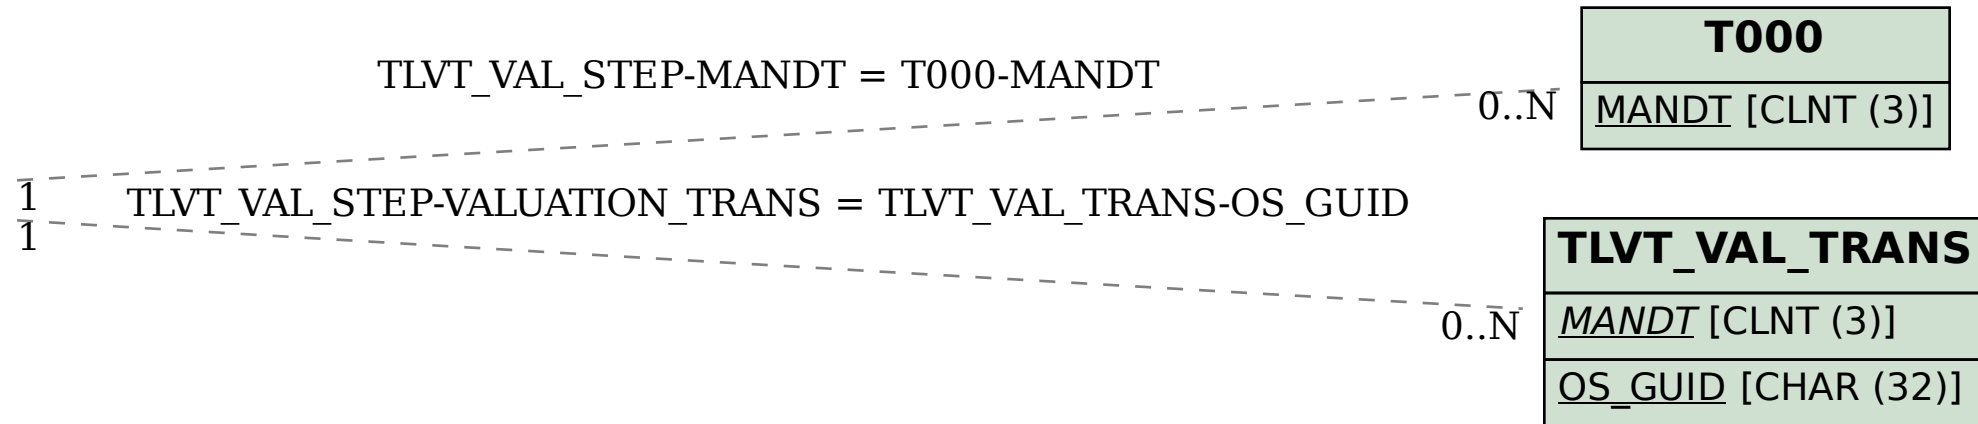 T000
TLVT_VAL_STEP-MANDT = T000-MANDT
0..N
MANDT [CLNT (3)]
1
TLVT_VAL_STEP-VALUATION_TRANS = TLVT_VAL_TRANS-OS_GUID
1
TLVT_VAL_TRANS
0..N
MANDT [CLNT (3)]
OS_GUID [CHAR (32)]